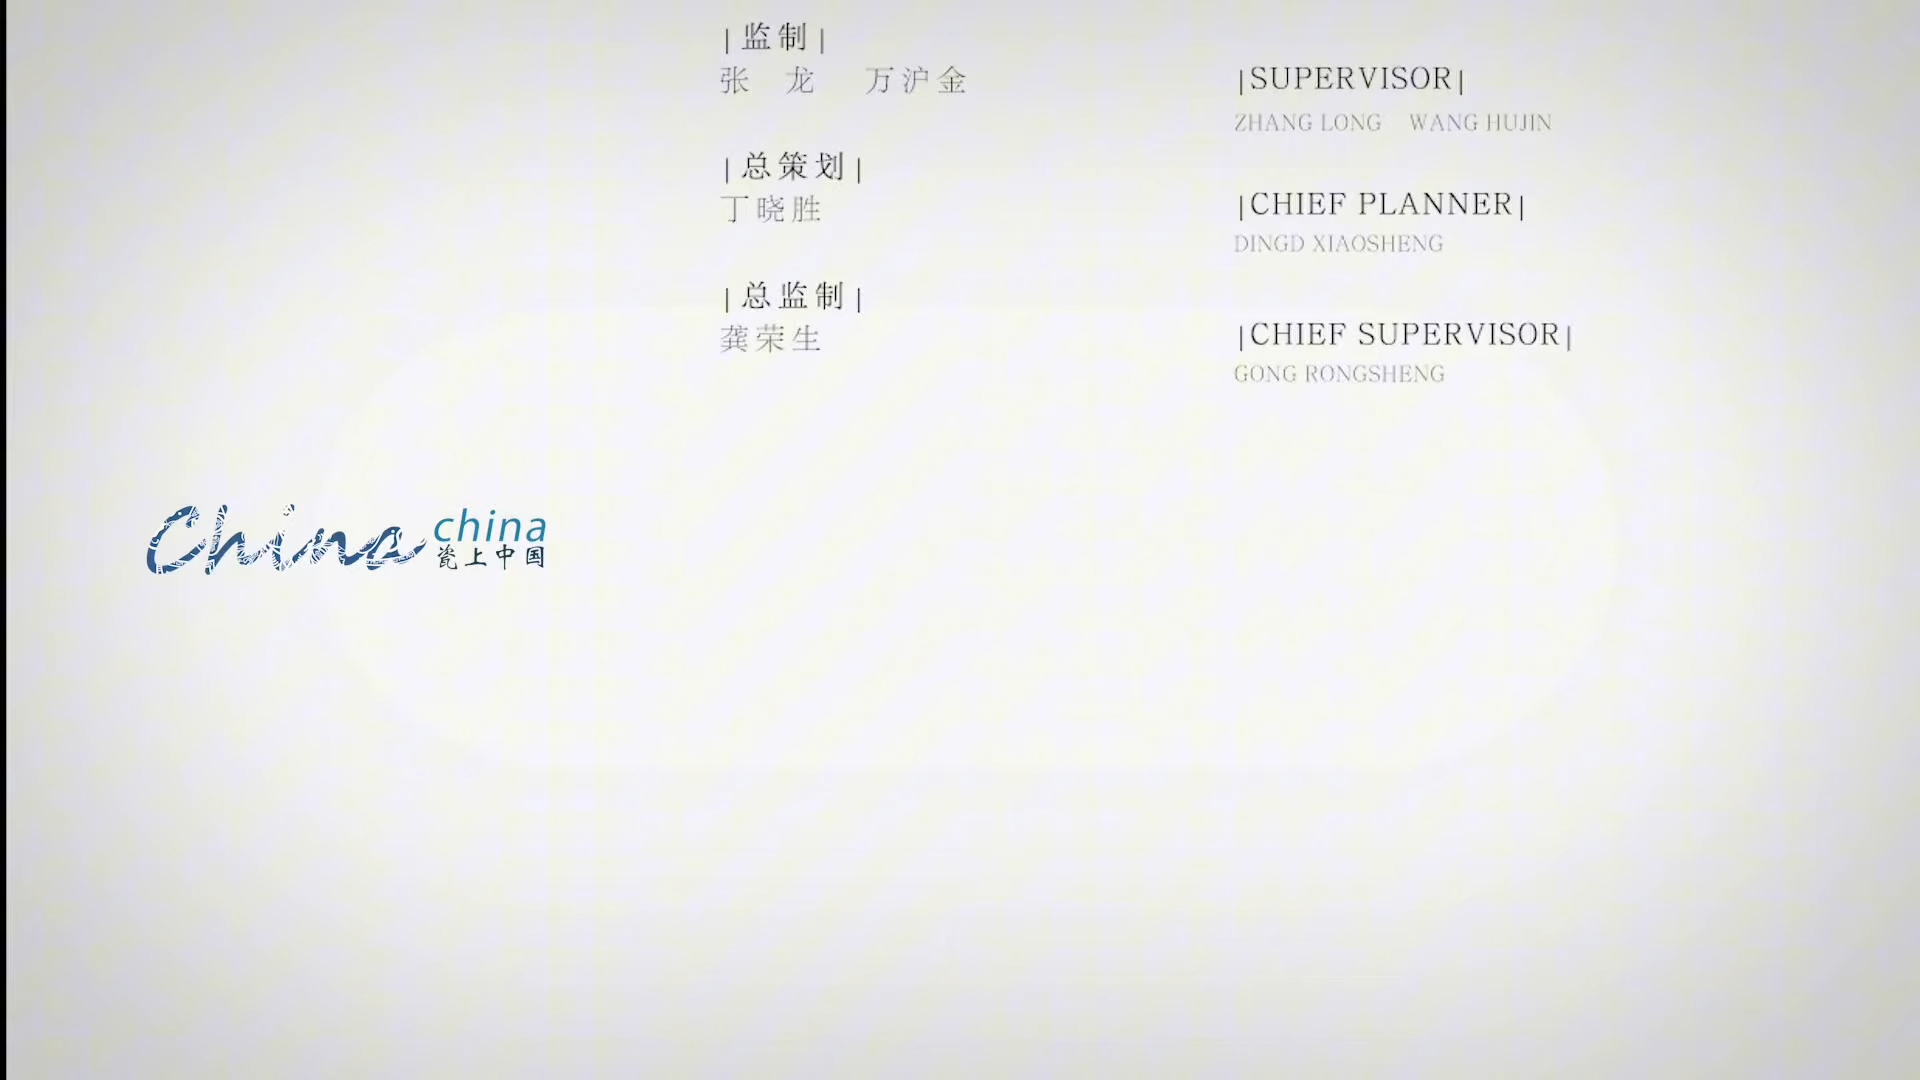 |监制|
张 龙 万沪金
|总策划|
丁晓胜
|总监制|
龚荣生
|SUPERVISOR|
ZHANG LONG WANG HUJIN
|CHIEF PLANNER|
DINGD XIAOSHENG
|CHIEF SUPERVISOR|
GONG RONGSHENG
China
china
瓷上中国